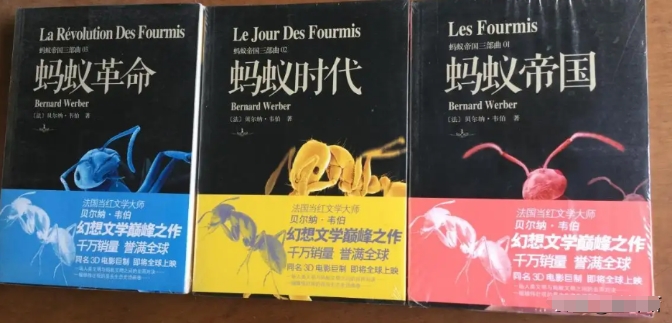 La Révolution Des Fourmis
蚂蚁帝国三部曲 03
蚂蚁革命
Bernard Werber
[法] 贝尔纳·韦伯 著
法国当红文学大师
贝尔纳·韦伯
幻想文学巅峰之作
千万销量 誉满全球
同名3D电影巨制 即将全球上映
Le Jour Des Fourmis
蚂蚁帝国三部曲 02
蚂蚁时代
Bernard Werber
[法] 贝尔纳·韦伯 著
法国当红文学大师
贝尔纳·韦伯
幻想文学巅峰之作
千万销量 誉满全球
同名3D电影巨制 即将全球上映
Les Fourmis
蚂蚁帝国三部曲 01
蚂蚁帝国
Bernard Werber
[法] 贝尔纳·韦伯 著
法国当红文学大师
贝尔纳·韦伯
幻想文学巅峰之作
千万销量 誉满全球
同名3D电影巨制 即将全球上映